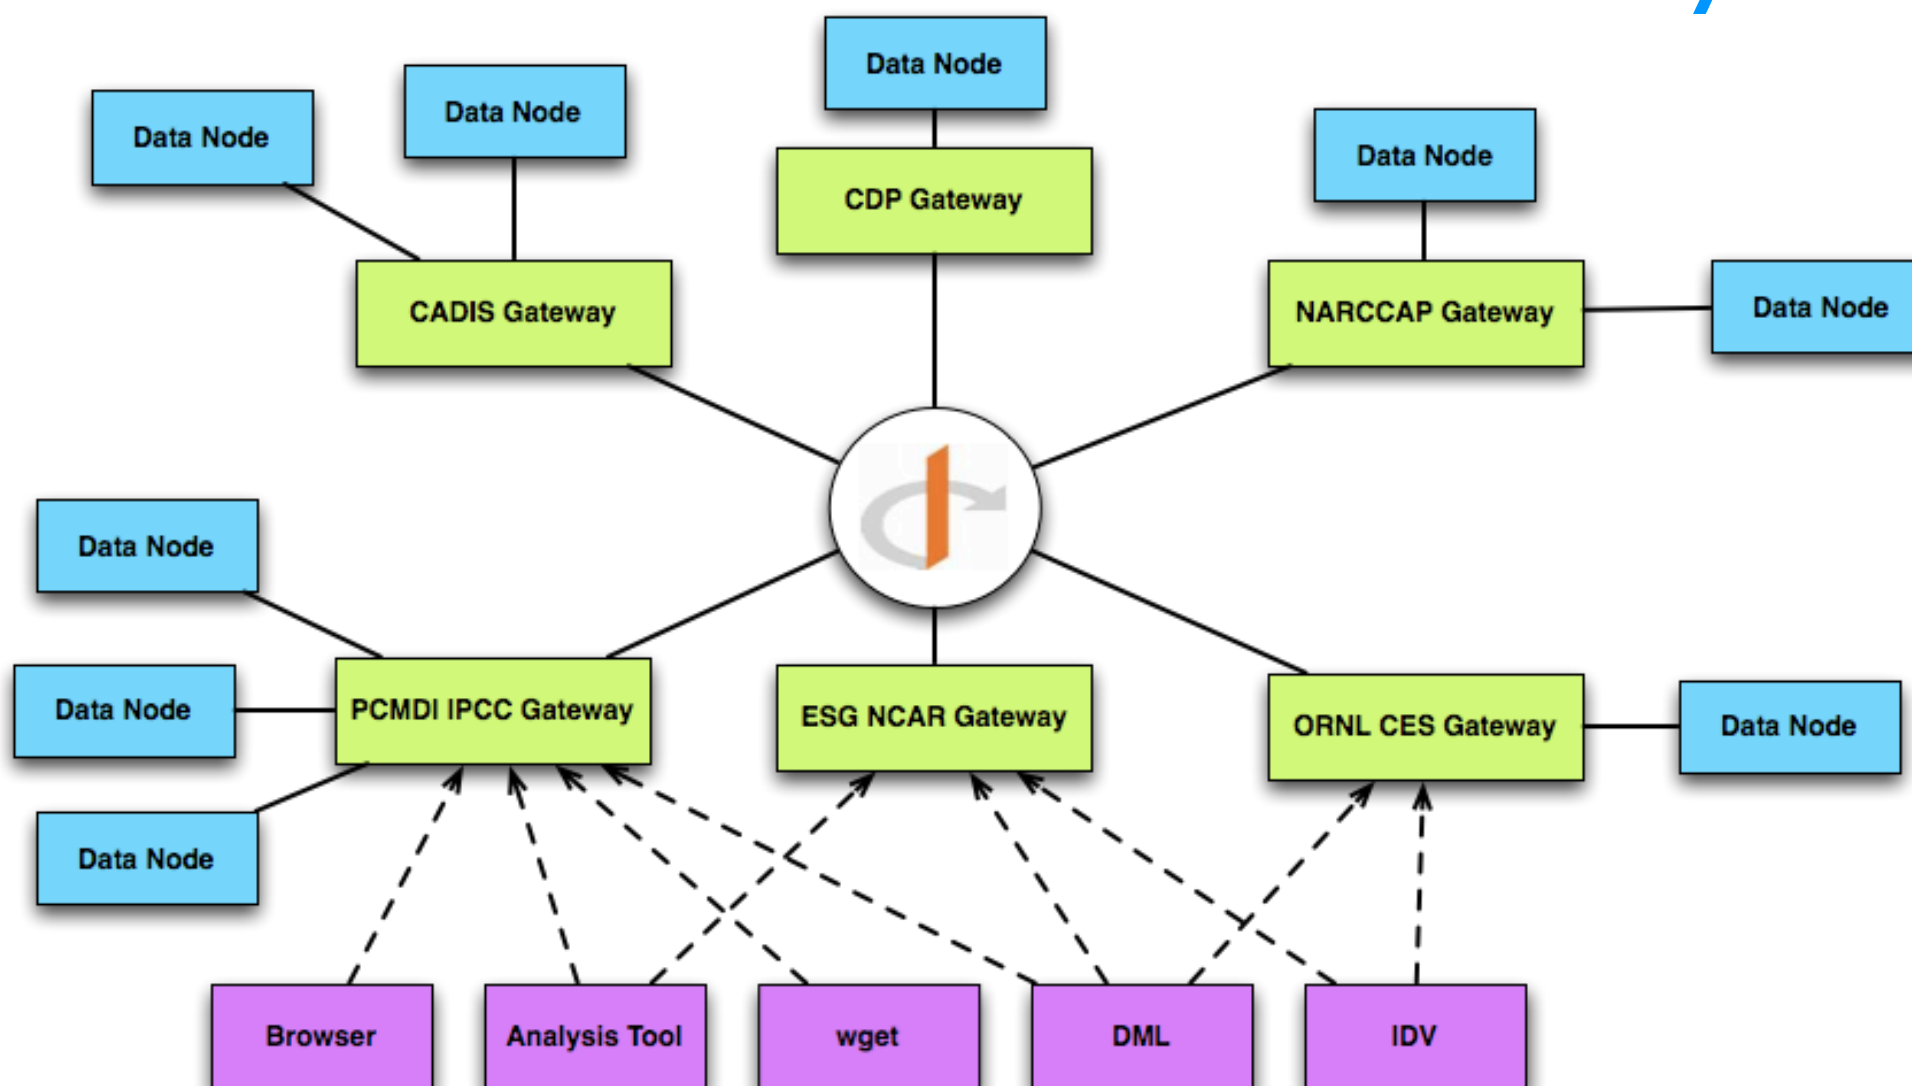 Data Node
Data Node
Data Node
Data Node
CDP Gateway
CADIS Gateway
NARCCAP Gateway
Data Node
Data Node
Data Node
PCMDI IPCC Gateway
ESG NCAR Gateway
ORNL CES Gateway
Data Node
Data Node
Browser
Analysis Tool
wget
DML
IDV